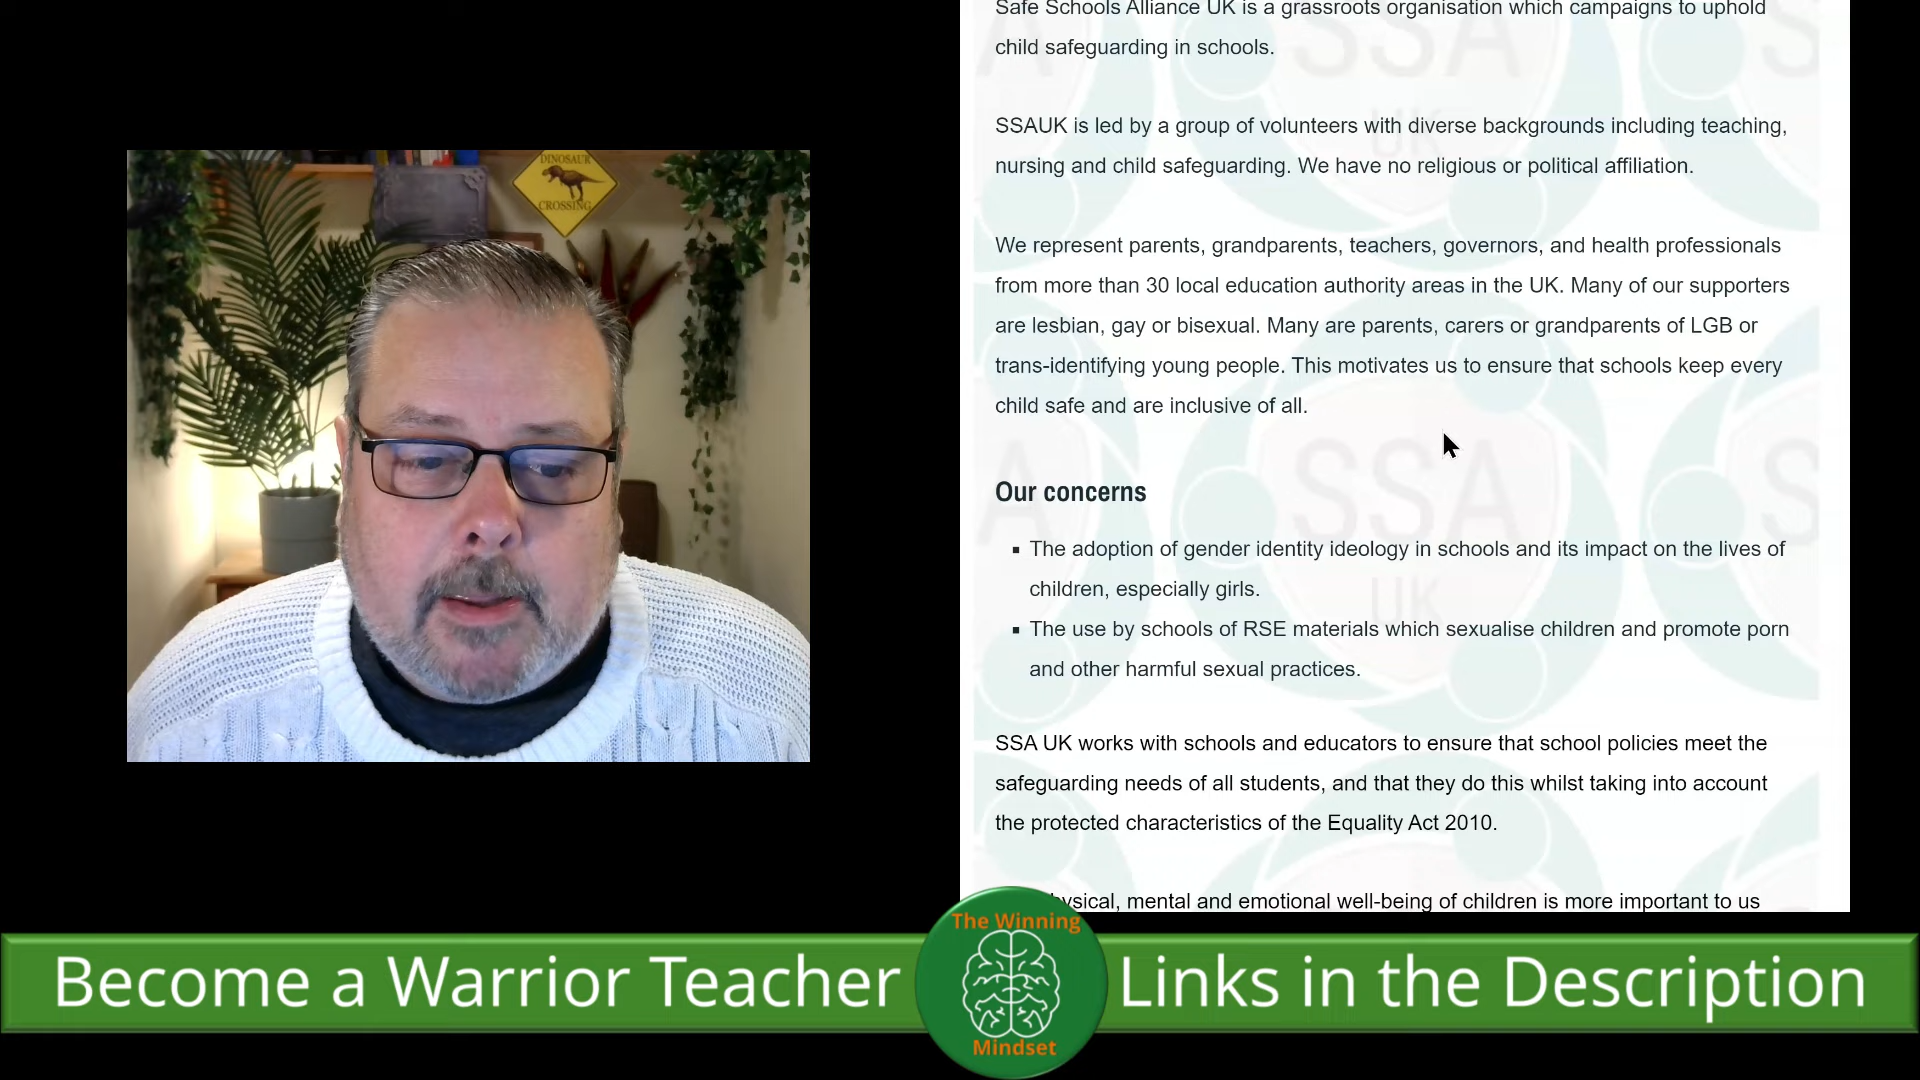 DINOSAUR
CROSSING
Safe Schools Alliance UK is a grassroots organisation which campaigns to uphold
child safeguarding in schools.
SSAUK is led by a group of volunteers with diverse backgrounds including teaching,
nursing and child safeguarding. We have no religious or political affiliation.
We represent parents, grandparents, teachers, governors, and health professionals
from more than 30 local education authority areas in the UK. Many of our supporters
are lesbian, gay or bisexual. Many are parents, carers or grandparents of LGB or
trans-identifying young people. This motivates us to ensure that schools keep every
child safe and are inclusive of all.
Our concerns
▪ The adoption of gender identity ideology in schools and its impact on the lives of
children, especially girls.
▪ The use by schools of RSE materials which sexualise children and promote porn
and other harmful sexual practices.
SSA UK works with schools and educators to ensure that school policies meet the
safeguarding needs of all students, and that they do this whilst taking into account
the protected characteristics of the Equality Act 2010.
mental and emotional well-being of children is more important to us
SSA
UK
SSA
UK
Become a Warrior Teacher
The Winning
Mindset
Links in the Description